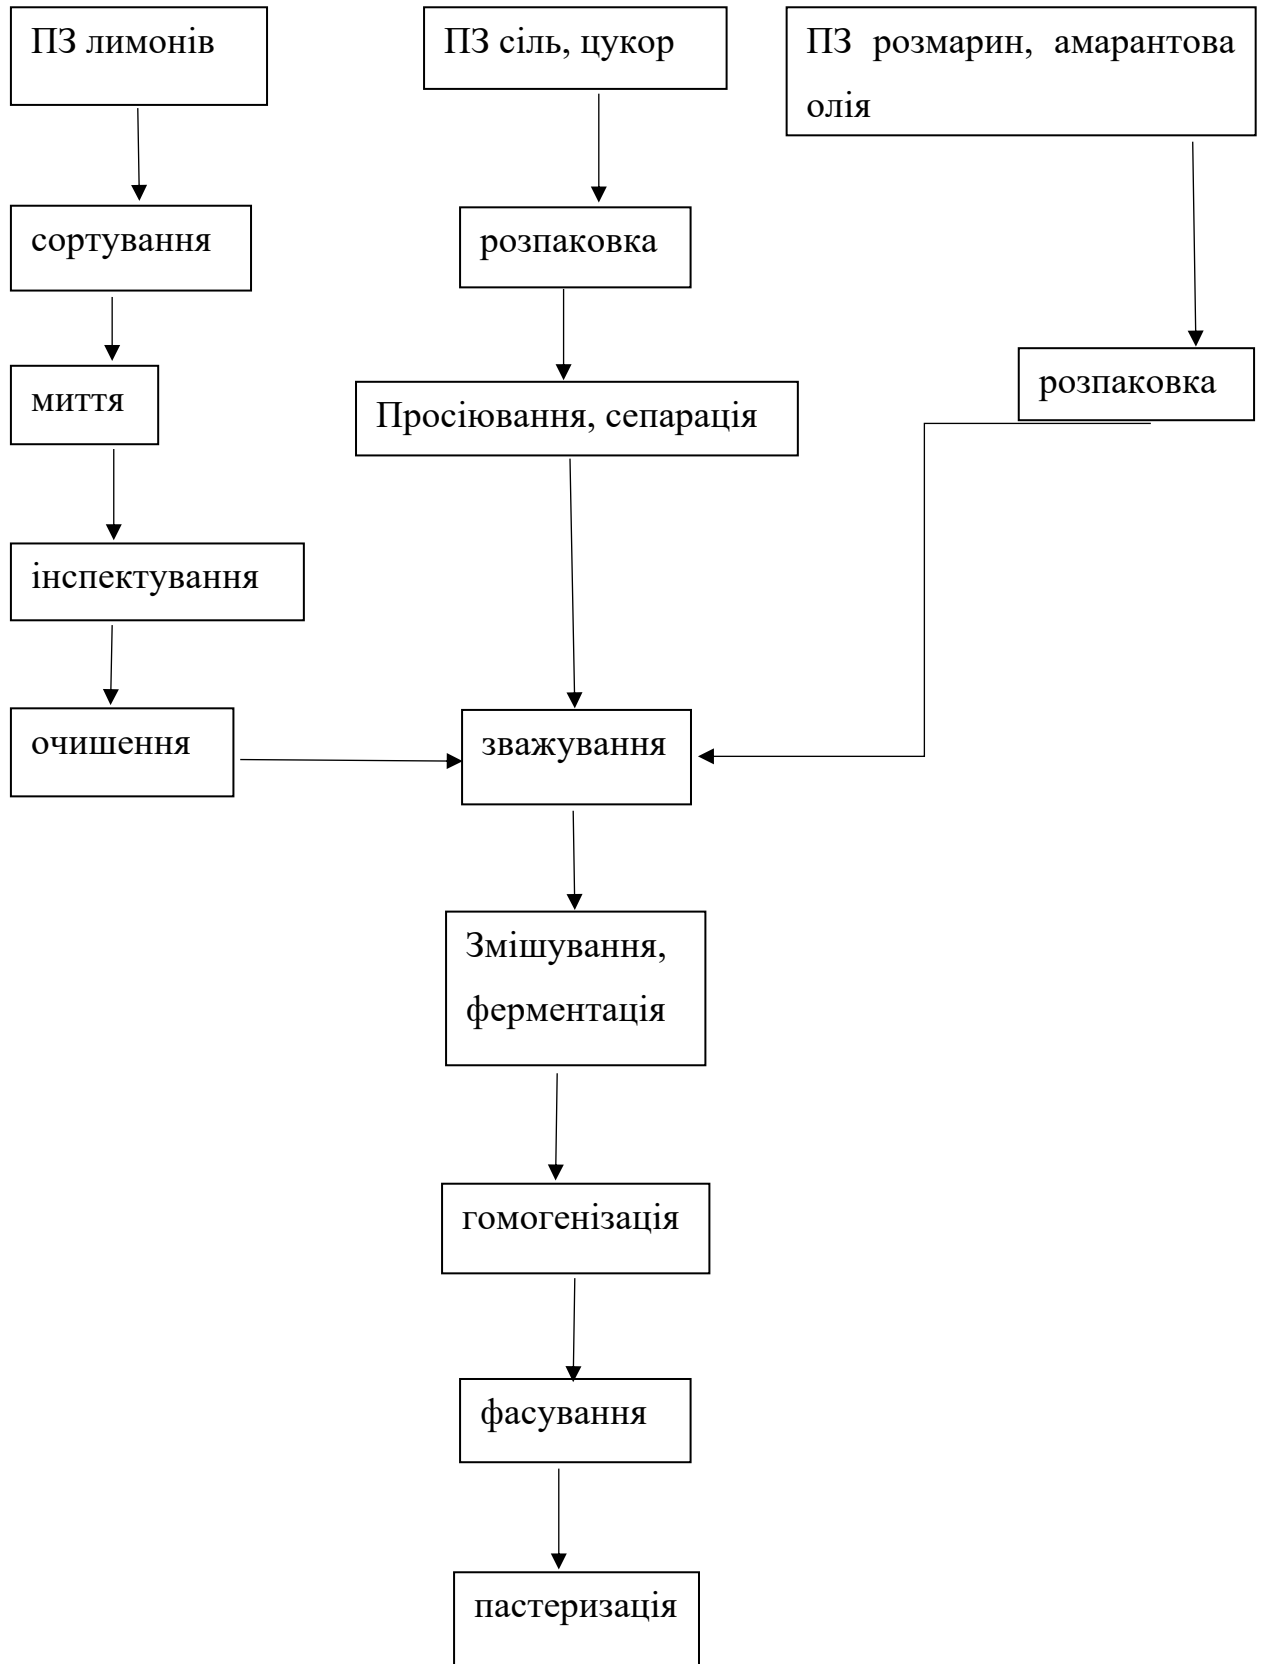 ПЗ лимонів
ПЗ сіль, цукор
ПЗ розмарин, амарантова
олія
сортування
розпаковка
миття
Просіювання, сепарація
розпаковка
інспектування
очишення
зважування
Змішування,
ферментація
гомогенізація
фасування
пастеризація